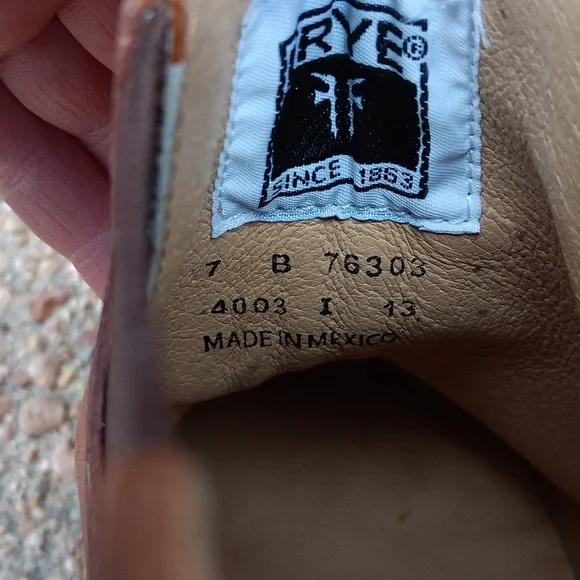 FRYE®
SINCE 1863
7 B 76303
4003 I 13
MADE IN MEXICO